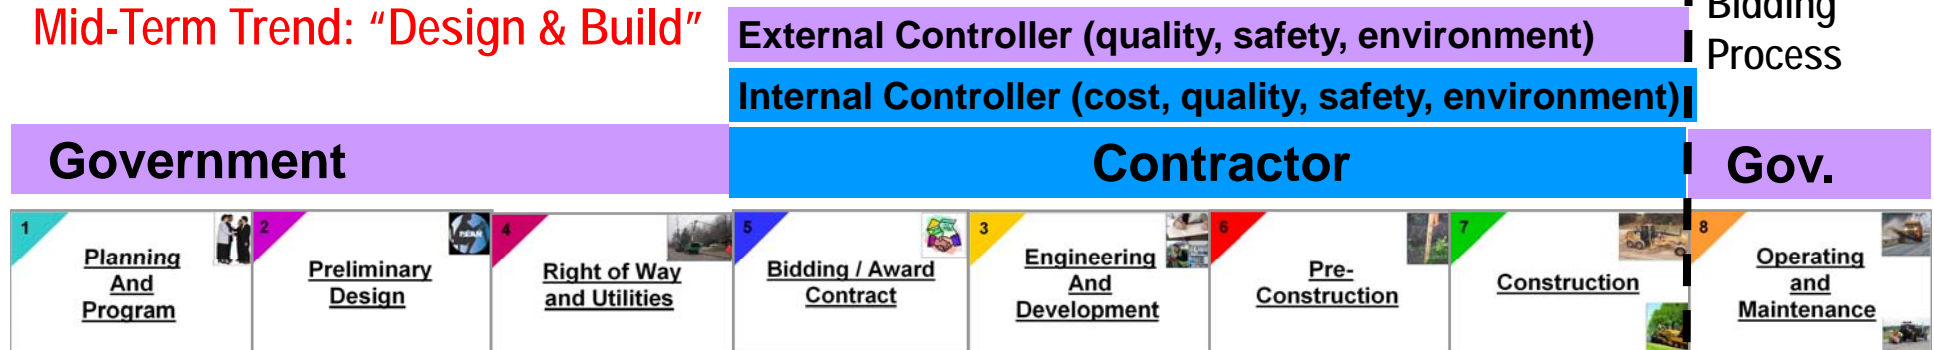 Mid-Term Trend: “Design & Build”
External Controller (quality, safety, environment)
Bidding
Process
Internal Controller (cost, quality, safety, environment)
Government
Contractor
Gov.
1
Planning
And
Program
2
Preliminary
Design
4
Right of Way
and Utilities
5
Bidding / Award
Contract
3
Engineering
And
Development
6
Pre-
Construction
7
Construction
8
Operating
and
Maintenance